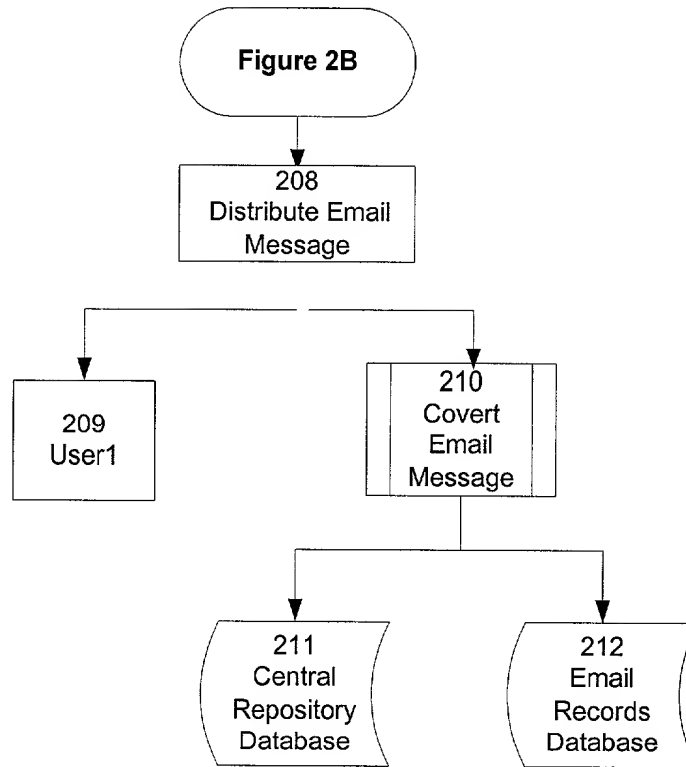 Figure 2B
208
Distribute Email
Message
209
User1
210
Covert
Email
Message
211
Central
Repository
Database
212
Email
Records
Database